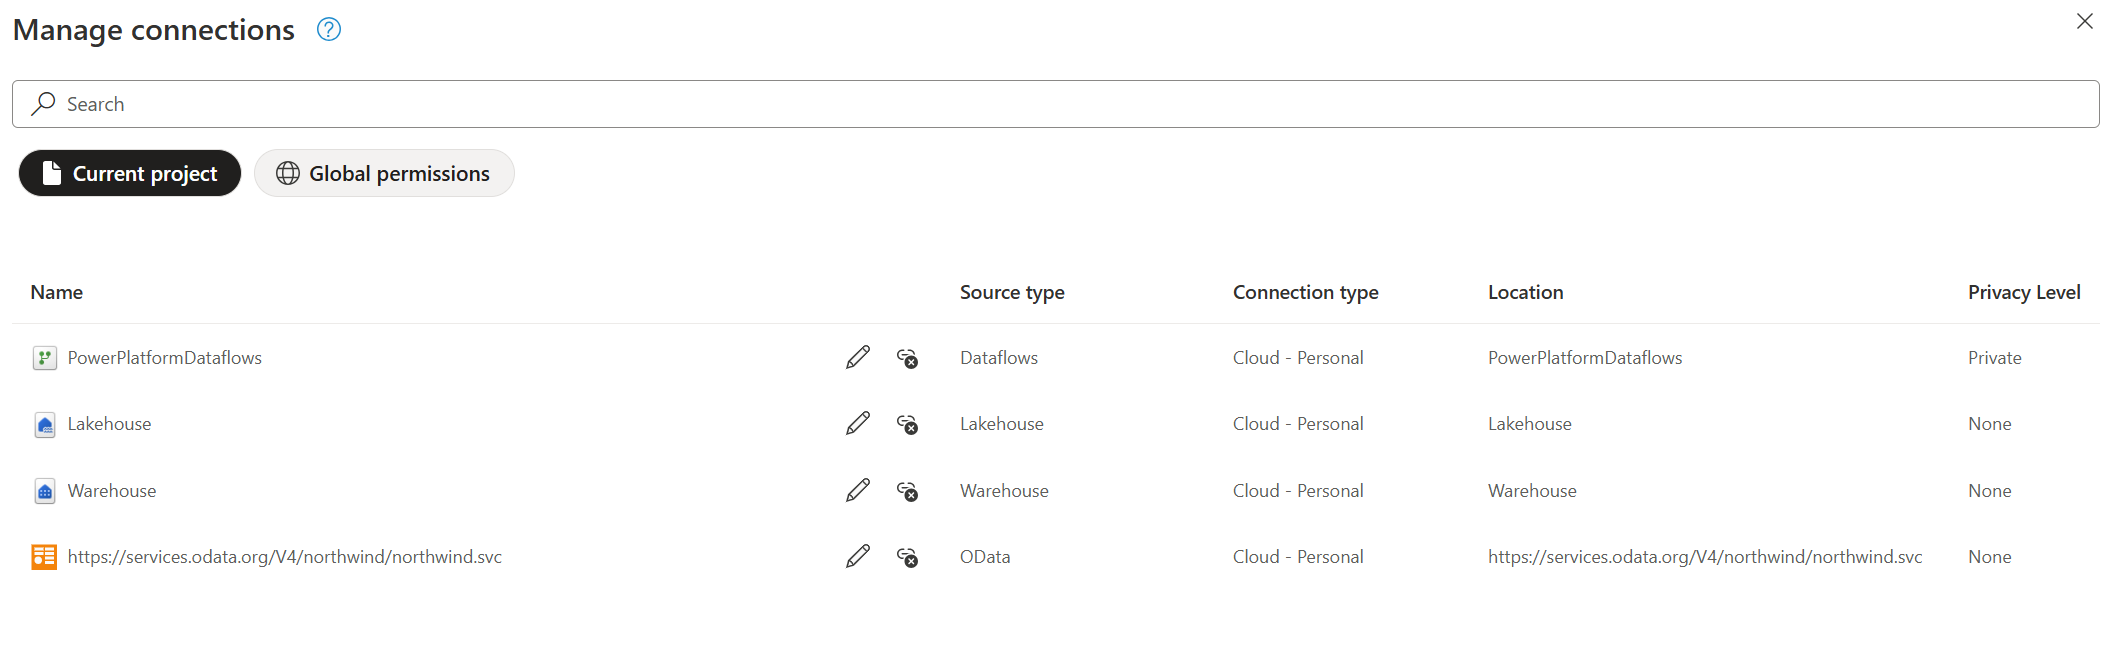 Manage connections
Search
Current project Global permissions
Name Source type Connection type Location Privacy Level
PowerPlatformDataflows Dataflows Cloud - Personal PowerPlatformDataflows Private
Lakehouse Lakehouse Cloud - Personal Lakehouse None
Warehouse Warehouse Cloud - Personal Warehouse None
https://services.odata.org/V4/northwind/northwind.svc OData Cloud - Personal https://services.odata.org/V4/northwind/northwind.svc None